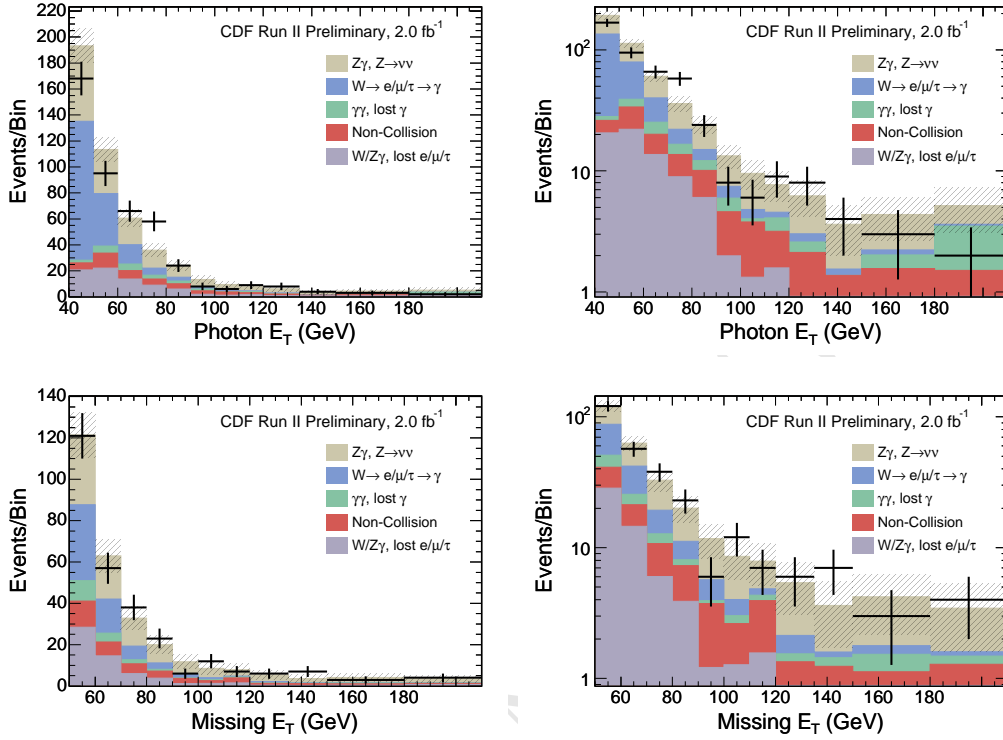 CDF Run II Preliminary, 2.0 fb⁻¹
Zγ, Z→νν
W→ e/μ/τ→γ
γγ, lost γ
Non-Collision
W/Zγ, lost e/μ/τ
Events/Bin
220
200
180
160
140
120
100
80
60
40
20
0
40 60 80 100 120 140 160 180
Photon E_T (GeV)
CDF Run II Preliminary, 2.0 fb⁻¹
Zγ, Z→νν
W→ e/μ/τ→γ
γγ, lost γ
Non-Collision
W/Zγ, lost e/μ/τ
Events/Bin
10²
10
1
40 60 80 100 120 140 160 180
Photon E_T (GeV)
CDF Run II Preliminary, 2.0 fb⁻¹
Zγ, Z→νν
W→ e/μ/τ→γ
γγ, lost γ
Non-Collision
W/Zγ, lost e/μ/τ
Events/Bin
140
120
100
80
60
40
20
0
60 80 100 120 140 160 180
Missing E_T (GeV)
CDF Run II Preliminary, 2.0 fb⁻¹
Zγ, Z→νν
W→ e/μ/τ→γ
γγ, lost γ
Non-Collision
W/Zγ, lost e/μ/τ
Events/Bin
10²
10
1
60 80 100 120 140 160 180
Missing E_T (GeV)